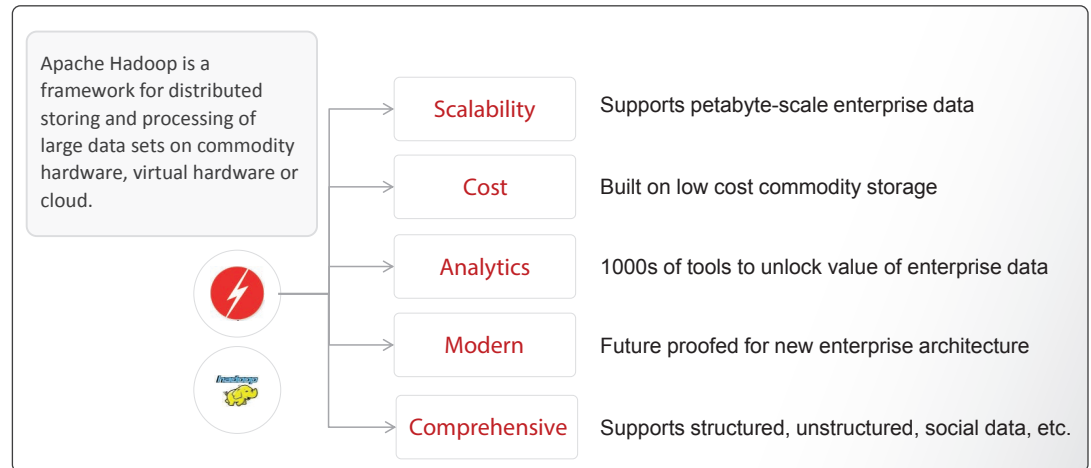 Apache Hadoop is a
framework for distributed
storing and processing of
large data sets on commodity
hardware, virtual hardware or
cloud.
Scalability
Supports petabyte-scale enterprise data
Cost
Built on low cost commodity storage
Analytics
1000s of tools to unlock value of enterprise data
Modern
Future proofed for new enterprise architecture
Comprehensive
Supports structured, unstructured, social data, etc.
hadoop